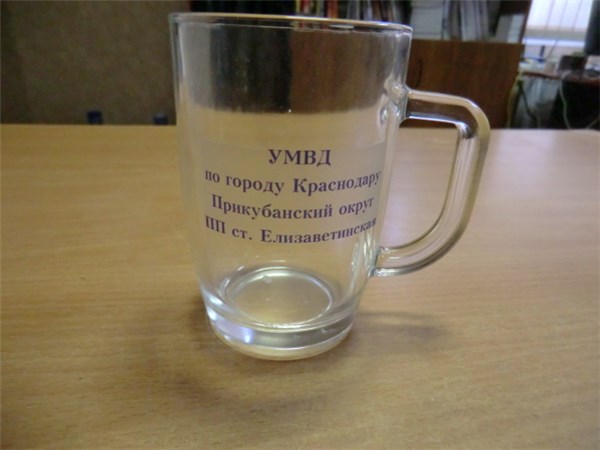 УМВД
по городу Краснодару
Прикубанский округ
ПП ст. Елизаветинская